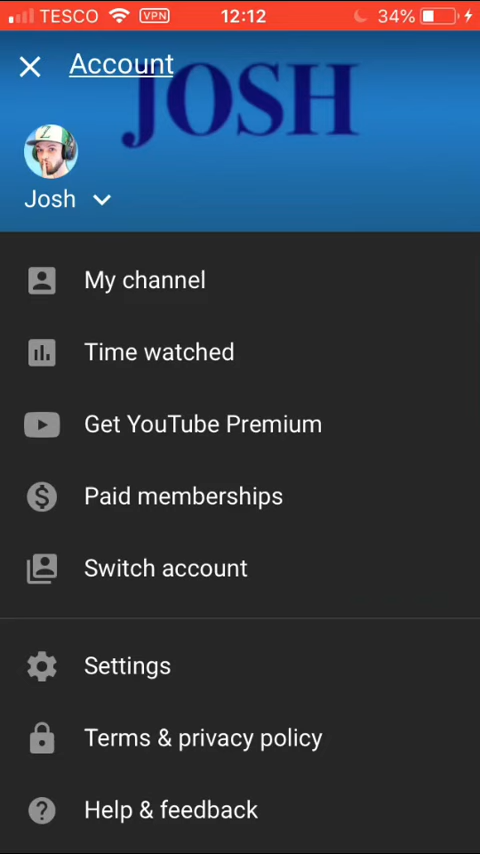 TESCO VPN 12:12 34%
Account
JOSH
Z
Josh
My channel
Time watched
Get YouTube Premium
Paid memberships
Switch account
Settings
Terms & privacy policy
Help & feedback